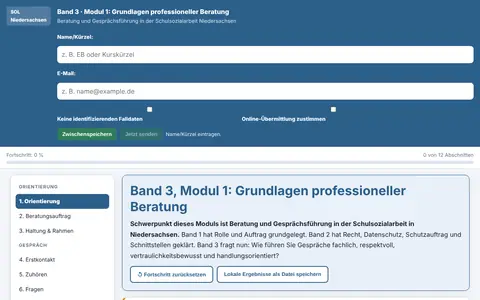 SOL
Niedersachsen
Band 3 · Modul 1: Grundlagen professioneller Beratung
Beratung und Gesprächsführung in der Schulsozialarbeit Niedersachsen
Name/Kürzel:
z. B. EB oder Kurskürzel
E-Mail:
z. B. name@example.de
Keine identifizierenden Falldaten
Online-Übermittlung zustimmen
Zwischenspeichern
Jetzt senden
Name/Kürzel eintragen.
Fortschritt: 0 %
0 von 12 Abschnitten
ORIENTIERUNG
1. Orientierung
2. Beratungsauftrag
3. Haltung & Rahmen
GESPRÄCH
4. Erstkontakt
5. Zuhören
6. Fragen
Band 3, Modul 1: Grundlagen professioneller
Beratung
Schwerpunkt dieses Moduls ist Beratung und Gesprächsführung in der Schulsozialarbeit in
Niedersachsen. Band 1 hat Rolle und Auftrag grundgelegt. Band 2 hat Recht, Datenschutz, Schutzauftrag und
Schnittstellen geklärt. Band 3 fragt nun: Wie führen Sie Gespräche fachlich, respektvoll,
vertraulichkeitsbewusst und handlungsorientiert?
↺ Fortschritt zurücksetzen
Lokale Ergebnisse als Datei speichern